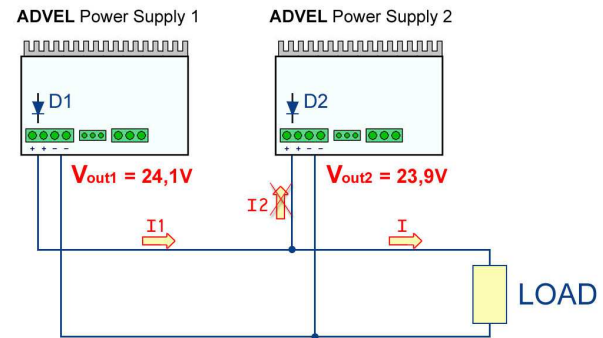 ADVEL Power Supply 1
ADVEL Power Supply 2
D1
D2
+ + − −
+ + − −
Vout1 = 24,1V
Vout2 = 23,9V
I2
I1
I
LOAD